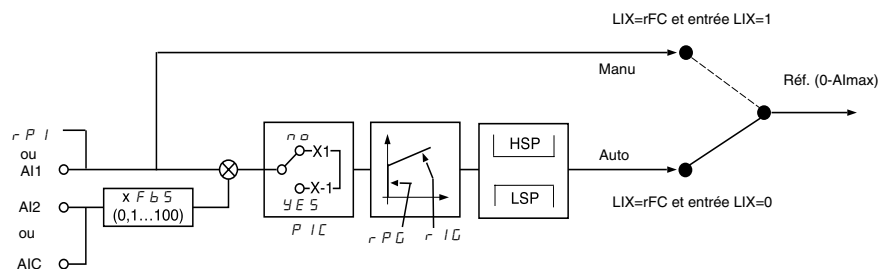 LIX=rFC et entrée LIX=1
Manu
Réf. (0-AImax)
rPI
ou
AI1
no
X1
X-1
YES
PIC
rPG
rIG
HSP
LSP
Auto
AI2
x FbS
(0,1...100)
ou
AIC
LIX=rFC et entrée LIX=0